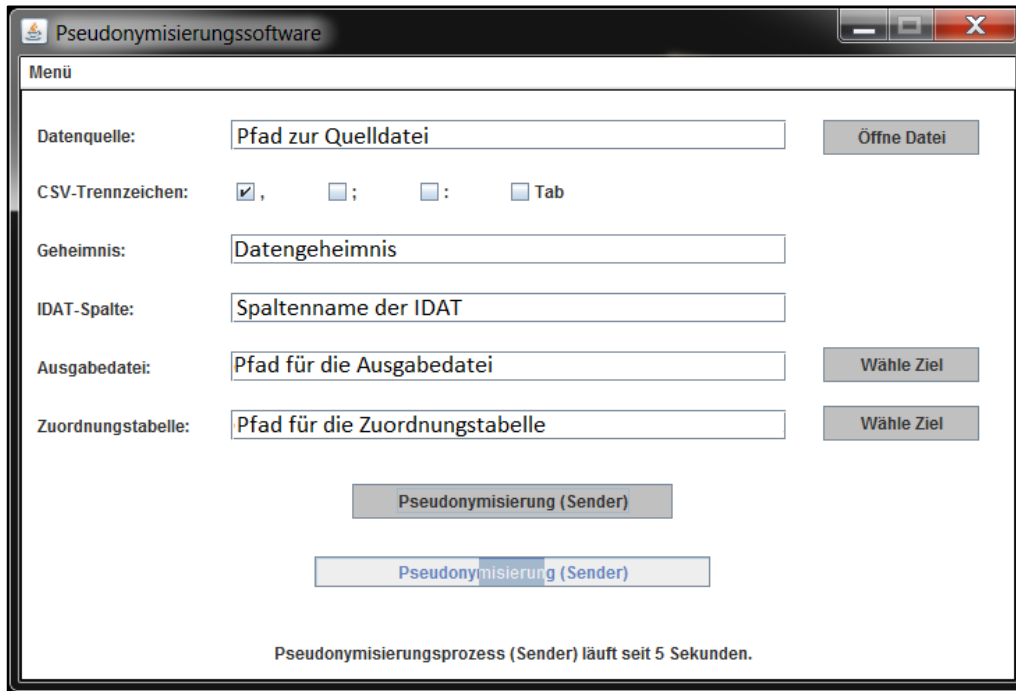 Pseudonymisierungssoftware
Menü
Datenquelle: Pfad zur Quelldatei Öffne Datei
CSV-Trennzeichen: , ; : Tab
Geheimnis: Datengeheimnis
IDAT-Spalte: Spaltenname der IDAT
Ausgabedatei: Pfad für die Ausgabedatei Wähle Ziel
Zuordnungstabelle: Pfad für die Zuordnungstabelle Wähle Ziel
Pseudonymisierung (Sender)
Pseudonymisierung (Sender)
Pseudonymisierungsprozess (Sender) läuft seit 5 Sekunden.